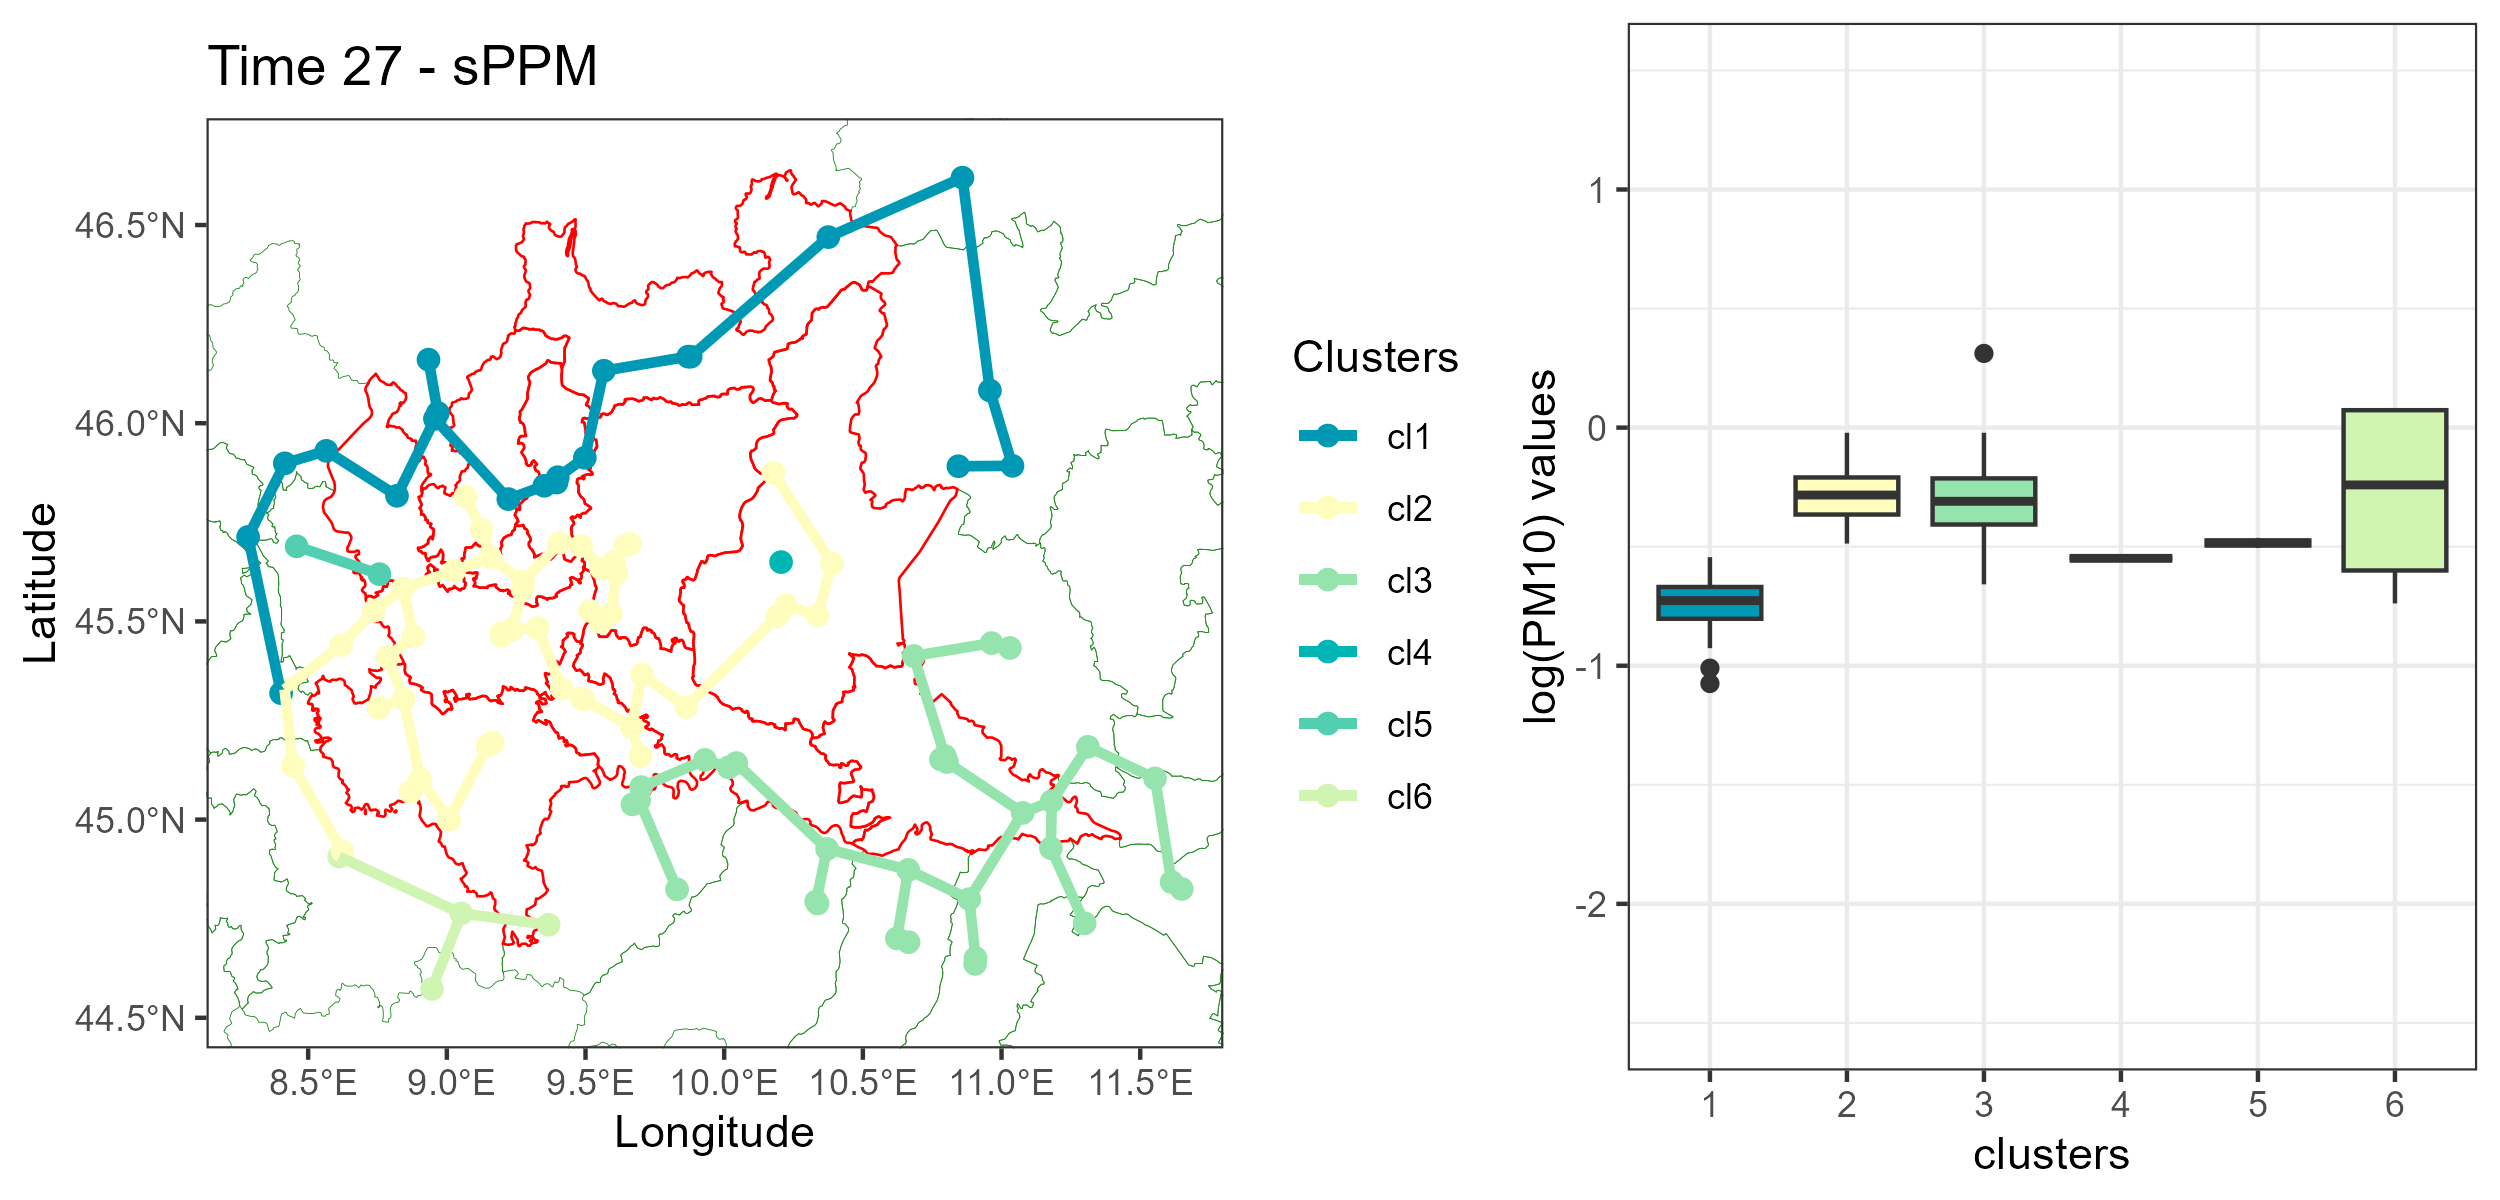 Time 27 - sPPM
46.5°N
46.0°N
45.5°N
45.0°N
44.5°N
Latitude
8.5°E 9.0°E 9.5°E 10.0°E 10.5°E 11.0°E 11.5°E
Longitude
Clusters
cl1
cl2
cl3
cl4
cl5
cl6
log(PM10) values
1
0
-1
-2
1 2 3 4 5 6
clusters